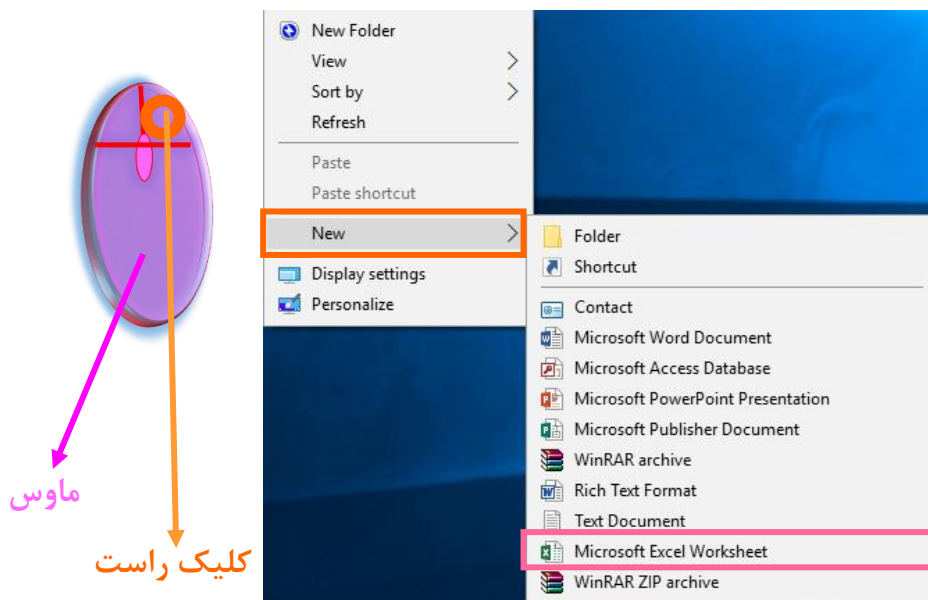 New Folder
View
Sort by
Refresh
Paste
Paste shortcut
New
Display settings
Personalize
Folder
Shortcut
Contact
Microsoft Word Document
Microsoft Access Database
Microsoft PowerPoint Presentation
Microsoft Publisher Document
WinRAR archive
Rich Text Format
Text Document
Microsoft Excel Worksheet
WinRAR ZIP archive
ماوس
کلیک راست